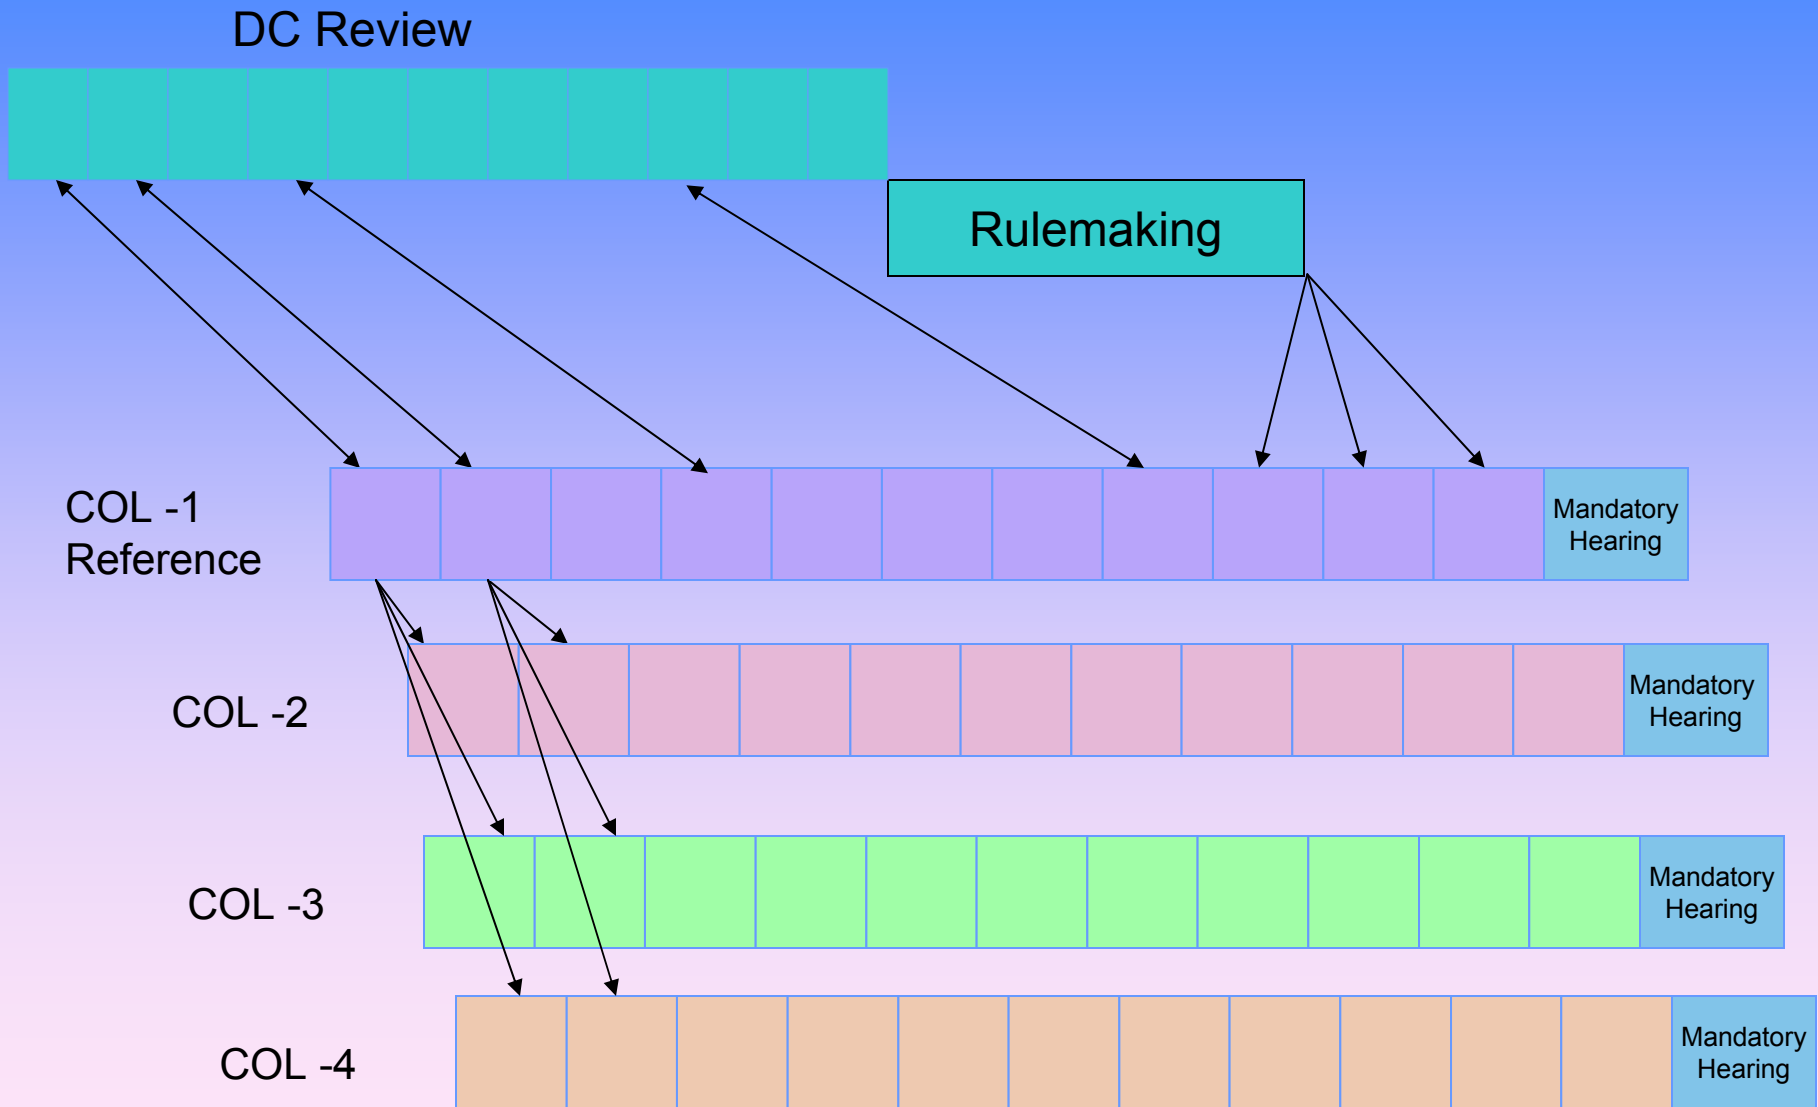 DC Review
Rulemaking
COL -1
Reference
Mandatory
Hearing
COL -2
Mandatory
Hearing
COL -3
Mandatory
Hearing
COL -4
Mandatory
Hearing